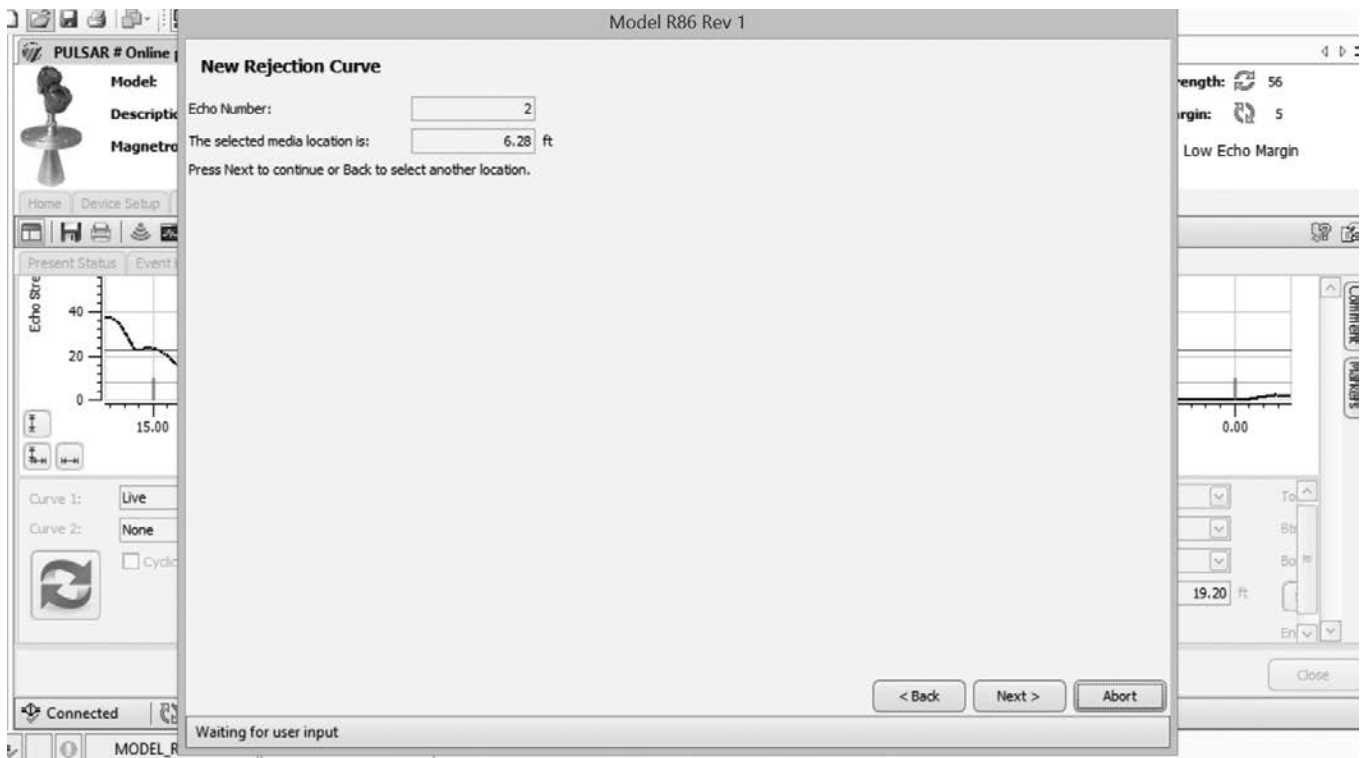 Model R86 Rev 1
PULSAR # Online
Model:
Magnetro
Home Device Setup
Present Status Event
Echo Stre
40
20
0
15.00
Curve 1: Live
Curve 2: None
Cyclic
Connected
MODEL_R
New Rejection Curve
Echo Number: 2
The selected media location is: 6.28 ft
Press Next to continue or Back to select another location.
< Back Next > Abort
Waiting for user input
56
5
Low Echo Margin
Comment
Markers
0.00
19.20 ft
Close